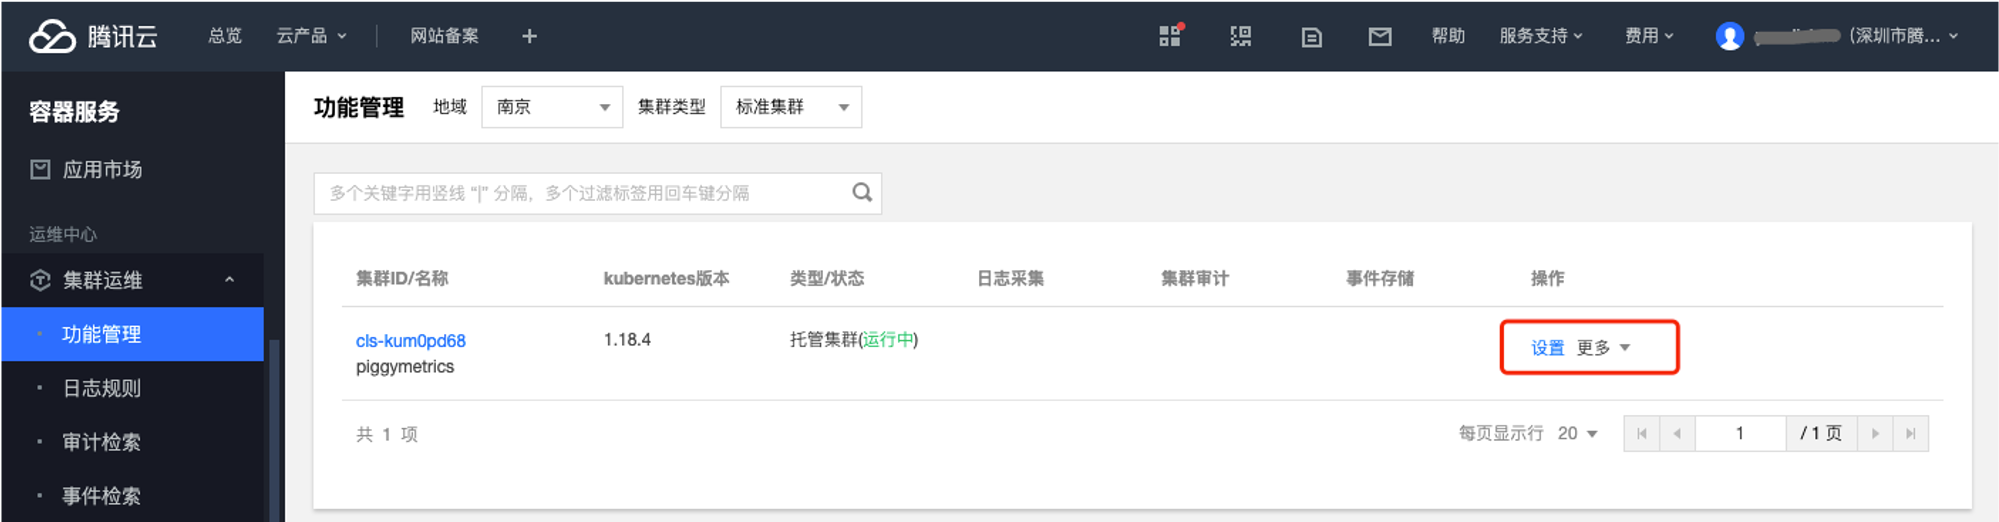 腾讯云 总览 云产品 网站备案 + 帮助 服务支持 费用 (深圳市腾...
容器服务
应用市场
运维中心
集群运维
功能管理
日志规则
审计检索
事件检索
功能管理 地域 南京 集群类型 标准集群
多个关键字用竖线 “|” 分隔，多个过滤标签用回车键分隔
集群ID/名称 kubernetes版本 类型/状态 日志采集 集群审计 事件存储 操作
cls-kum0pd68 1.18.4 托管集群(运行中) 设置 更多
piggymetrics
共 1 项 每页显示行 20 1 / 1 页